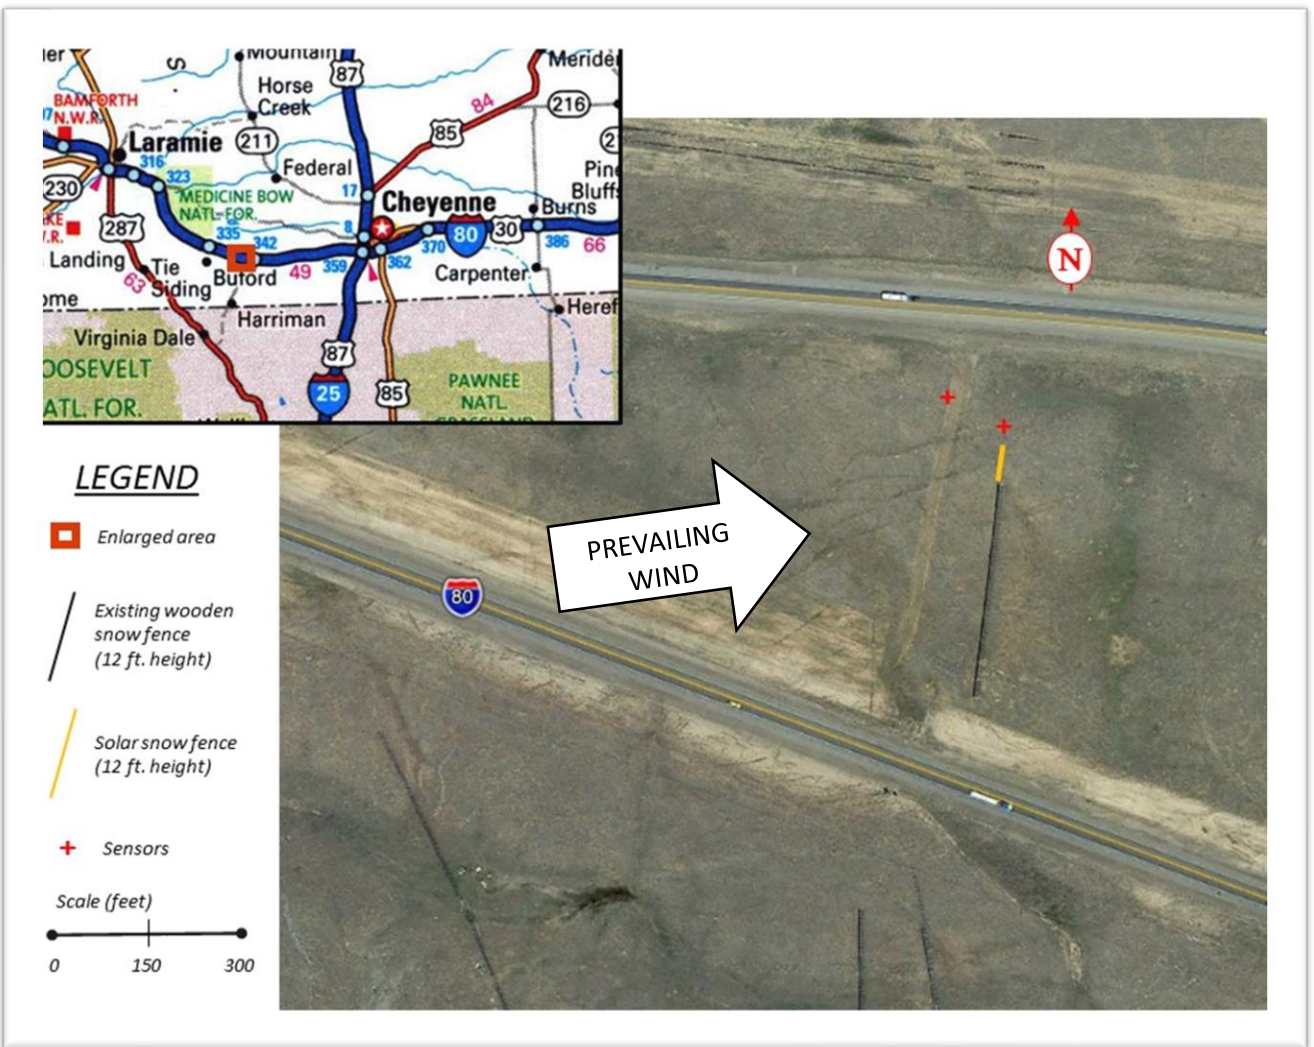 Mountain
87
Meride
Horse
Creek
84
216
BAMFORTH
N.W.R.
Laramie
211
85
316
Federal
323
230
17
Pine
Bluffs
MEDICINE BOW
NATL. FOR.
Cheyenne
Burns
287
335
8
80
30
342
370
386
66
Landing
Tie
Siding
Buford
49
359
362
Carpenter
63
Harriman
Heref
Virginia Dale
87
OOSEVELT
ATL. FOR.
25
85
PAWNEE
NATL.
GRASSLAND
N
LEGEND
Enlarged area
Existing wooden
snow fence
(12 ft. height)
Solar snow fence
(12 ft. height)
Sensors
Scale (feet)
0 150 300
PREVAILING
WIND
80